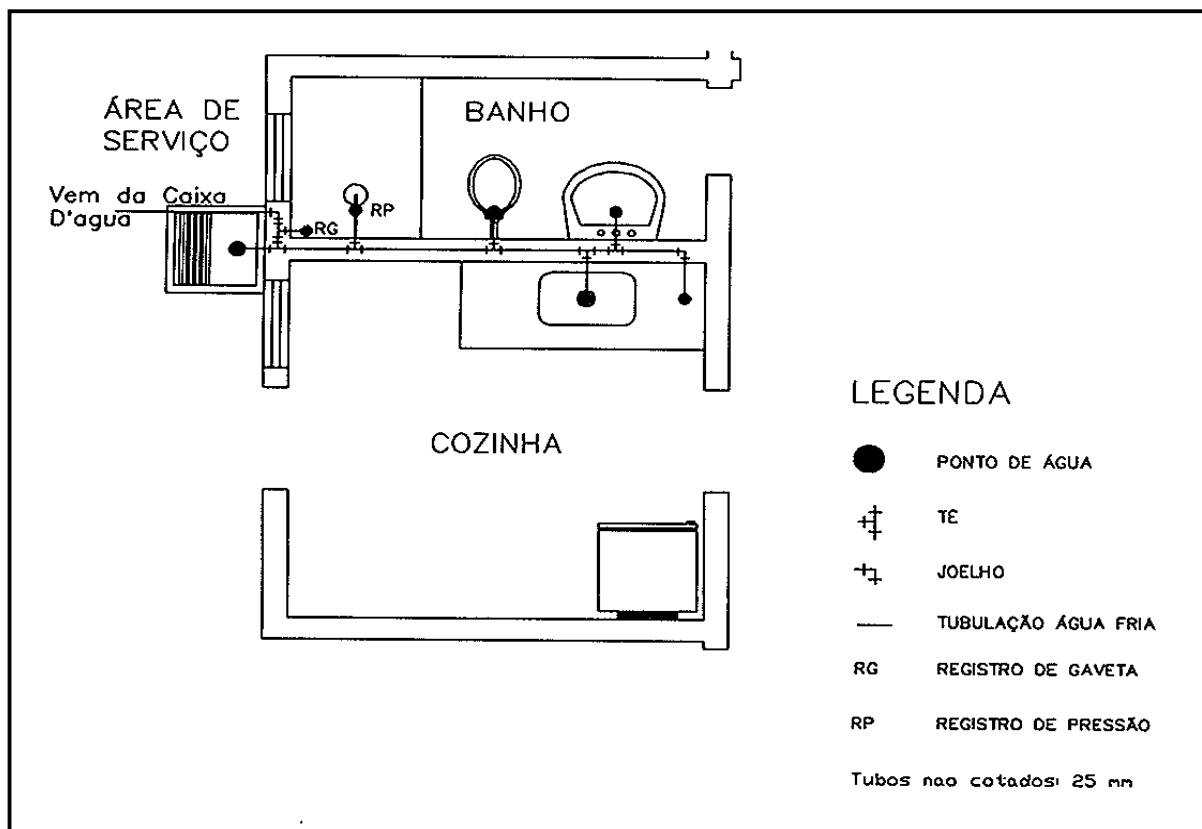 ÁREA DE
SERVIÇO
BANHO
Vem da Caixa
D'agua
RP
RG
COZINHA
LEGENDA
PONTO DE ÁGUA
TÊ
JOELHO
TUBULAÇÃO ÁGUA FRIA
RG REGISTRO DE GAVETA
RP REGISTRO DE PRESSÃO
Tubos nao cotados: 25 mm